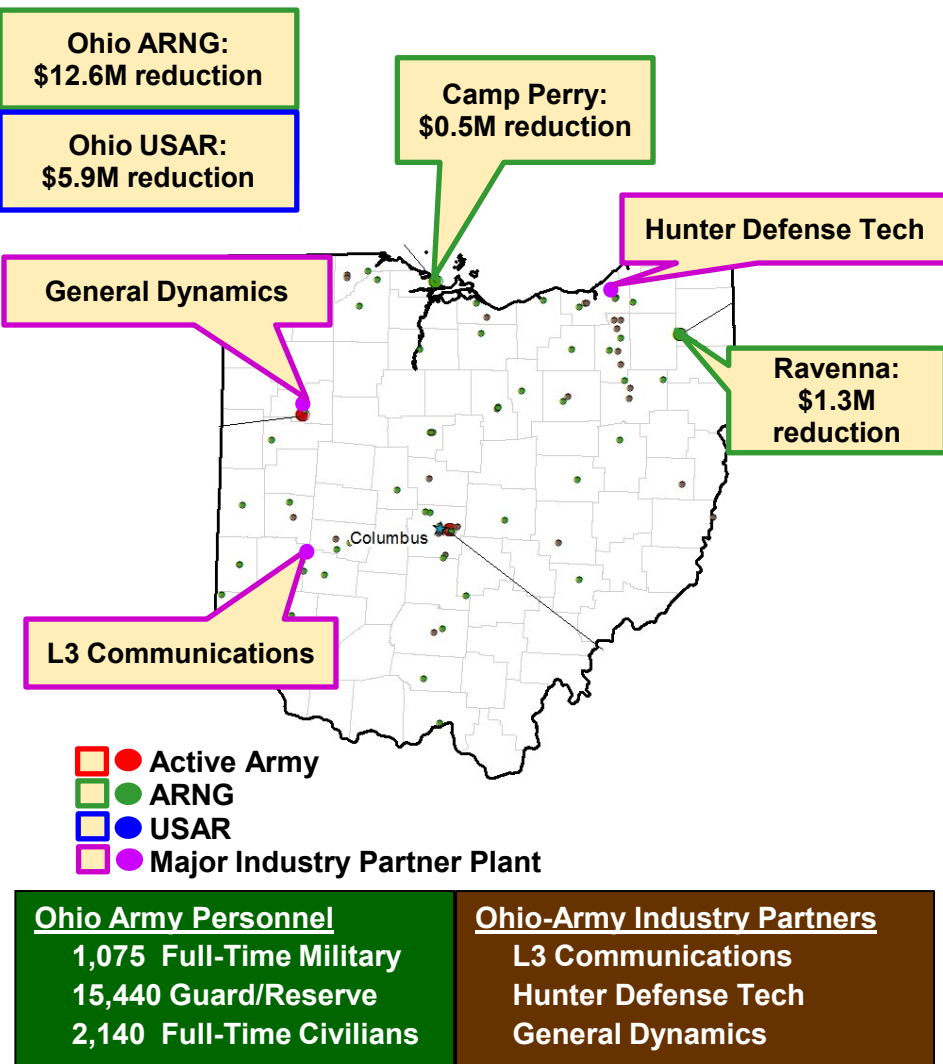 Ohio ARNG:
$12.6M reduction
Ohio USAR:
$5.9M reduction
Camp Perry:
$0.5M reduction
Hunter Defense Tech
General Dynamics
Ravenna:
$1.3M
reduction
Columbus
L3 Communications
Active Army
ARNG
USAR
Major Industry Partner Plant
Ohio Army Personnel
1,075 Full-Time Military
15,440 Guard/Reserve
2,140 Full-Time Civilians
Ohio-Army Industry Partners
L3 Communications
Hunter Defense Tech
General Dynamics